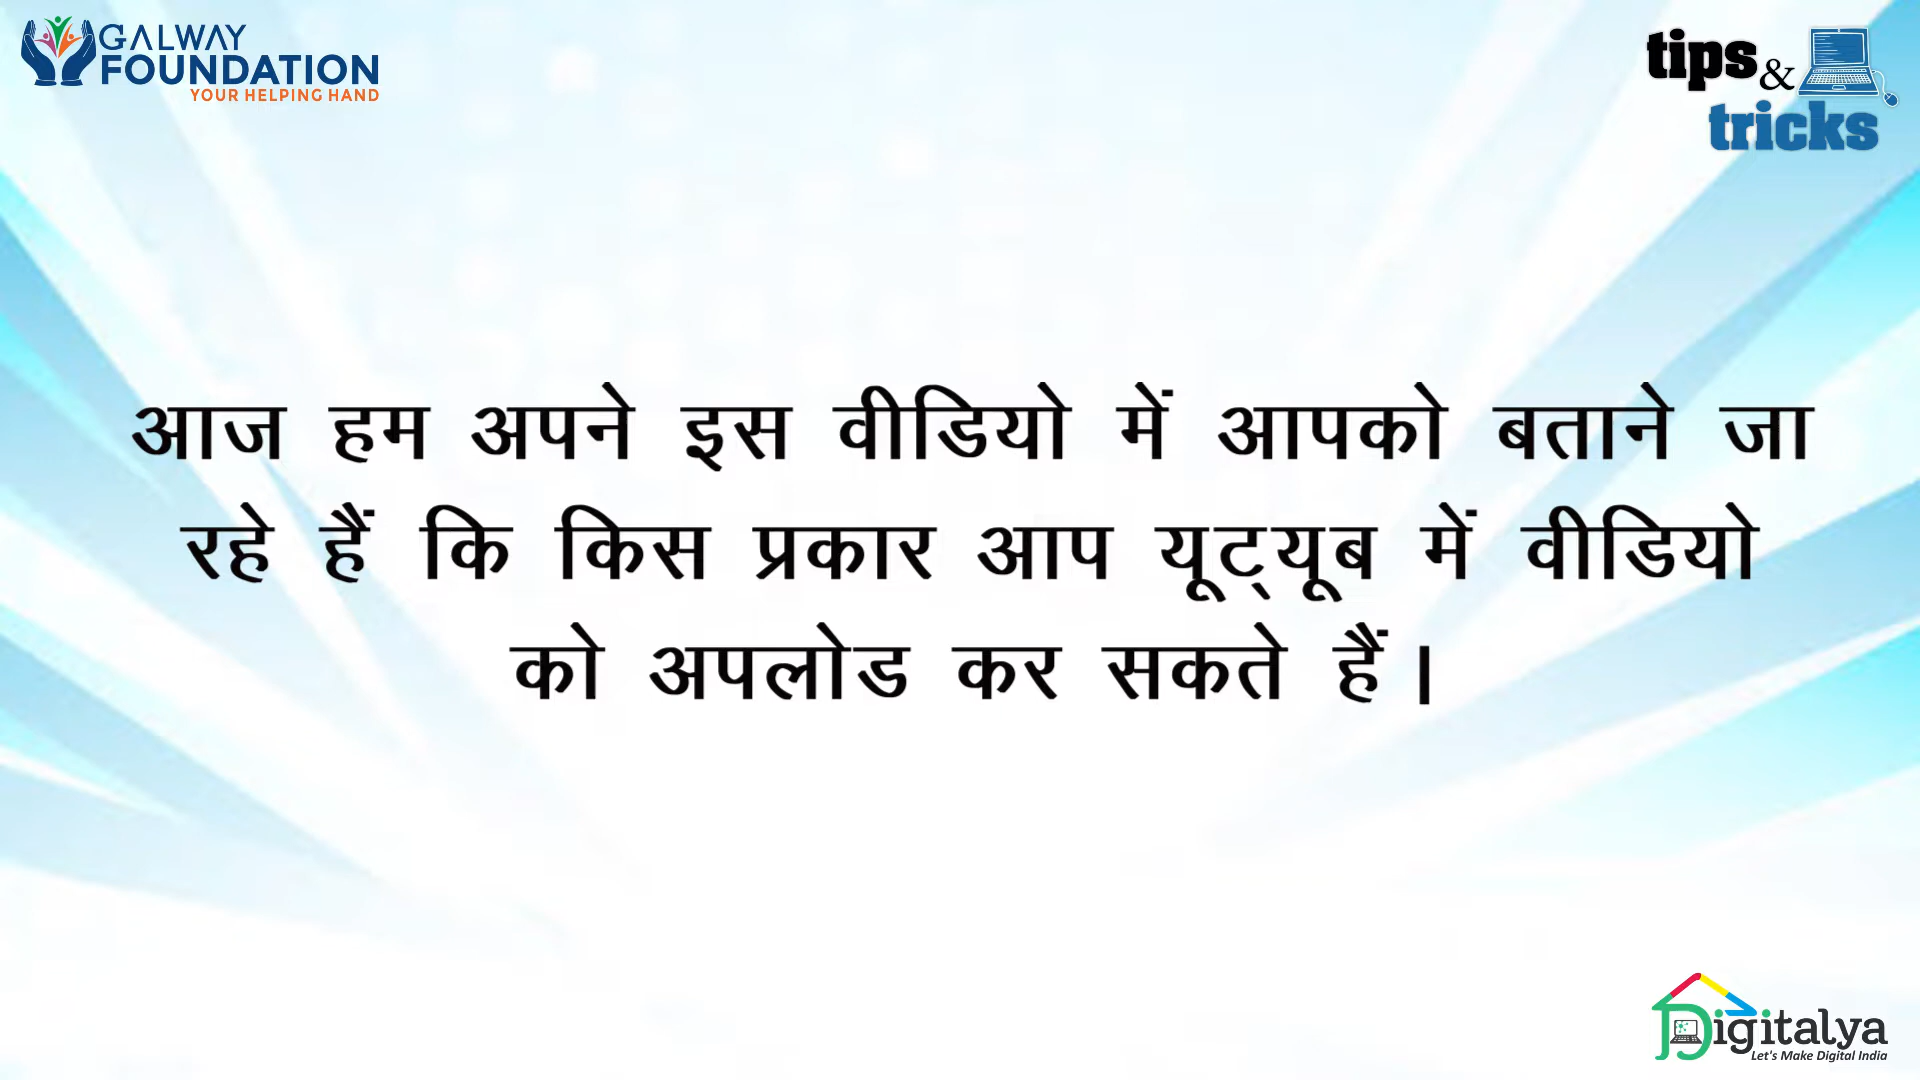 GALWAY
FOUNDATION
YOUR HELPING HAND
tips &
tricks
आज हम अपने इस वीडियो में आपको बताने जा
रहे हैं कि किस प्रकार आप यूट्यूब में वीडियो
को अपलोड कर सकते हैं।
Digitalya
Let's Make Digital India